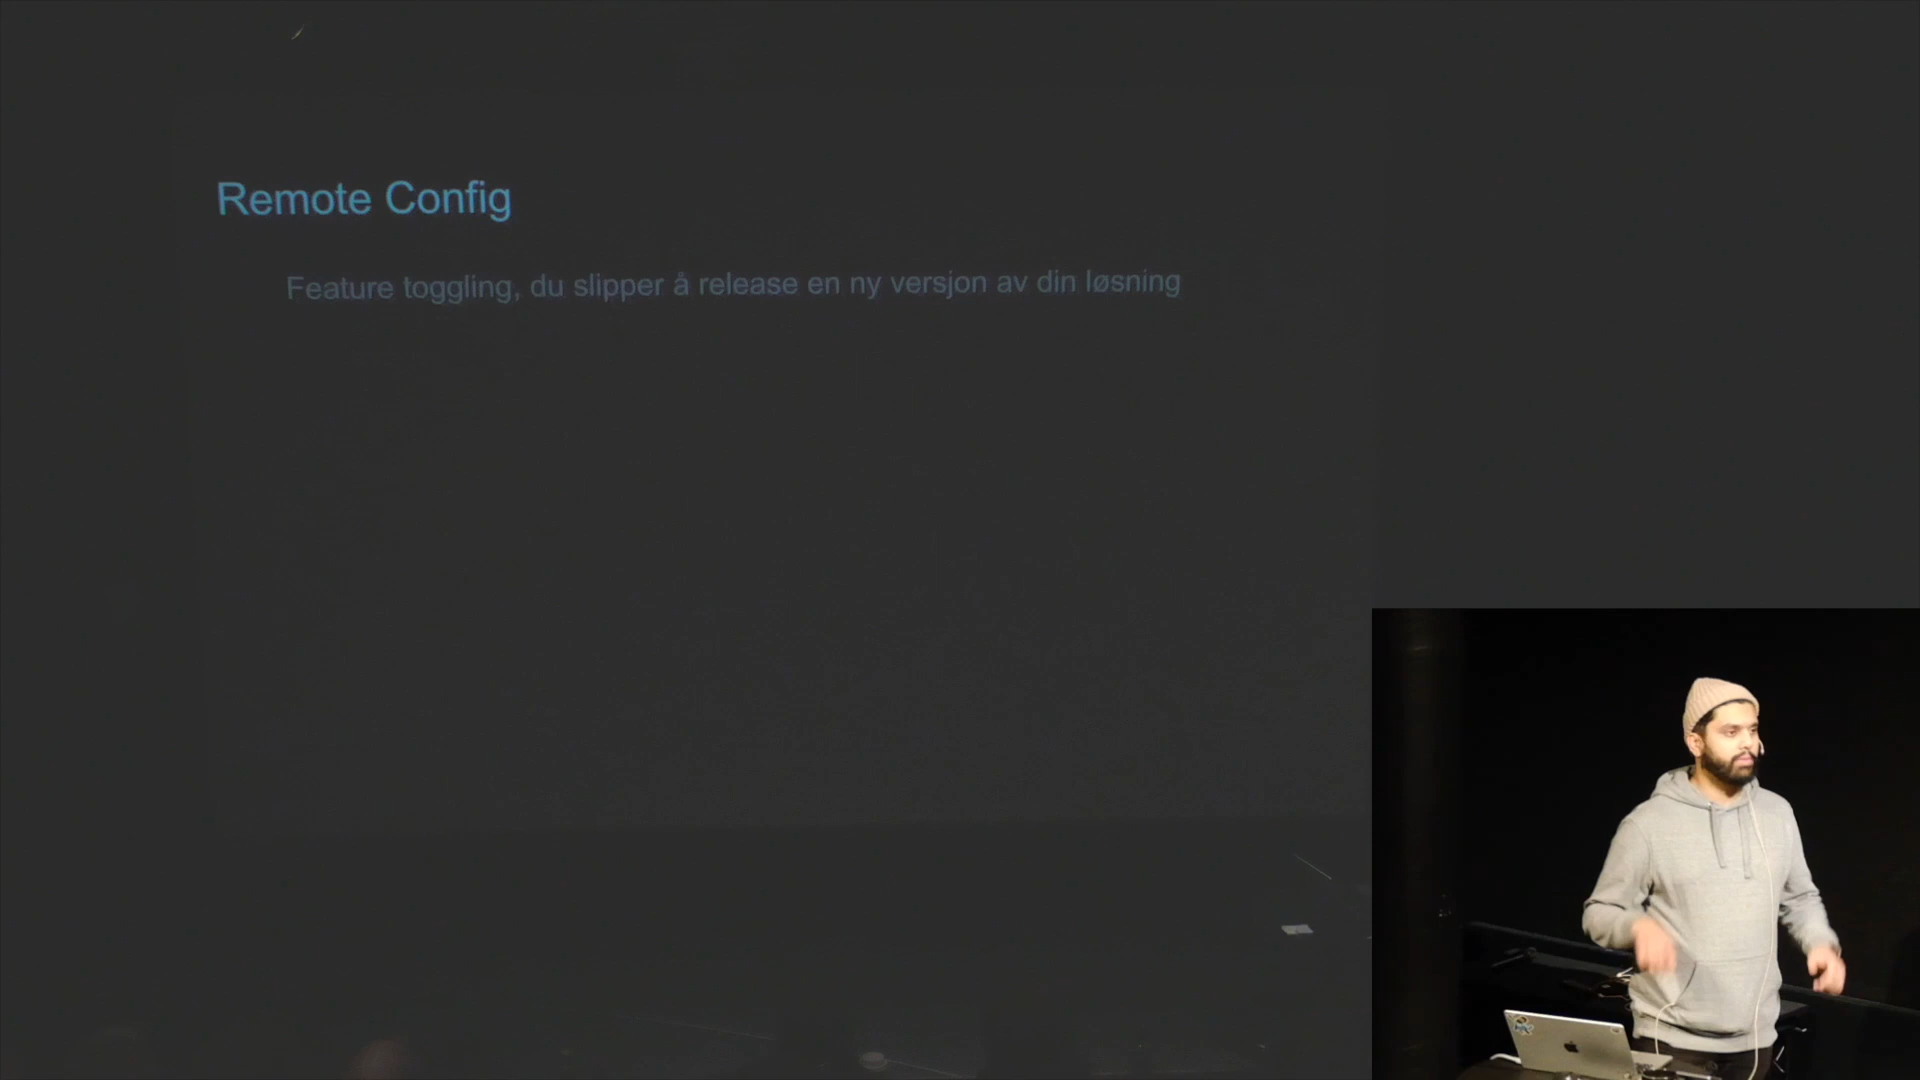 Remote Config
Feature toggling, du slipper å release en ny versjon av din løsning